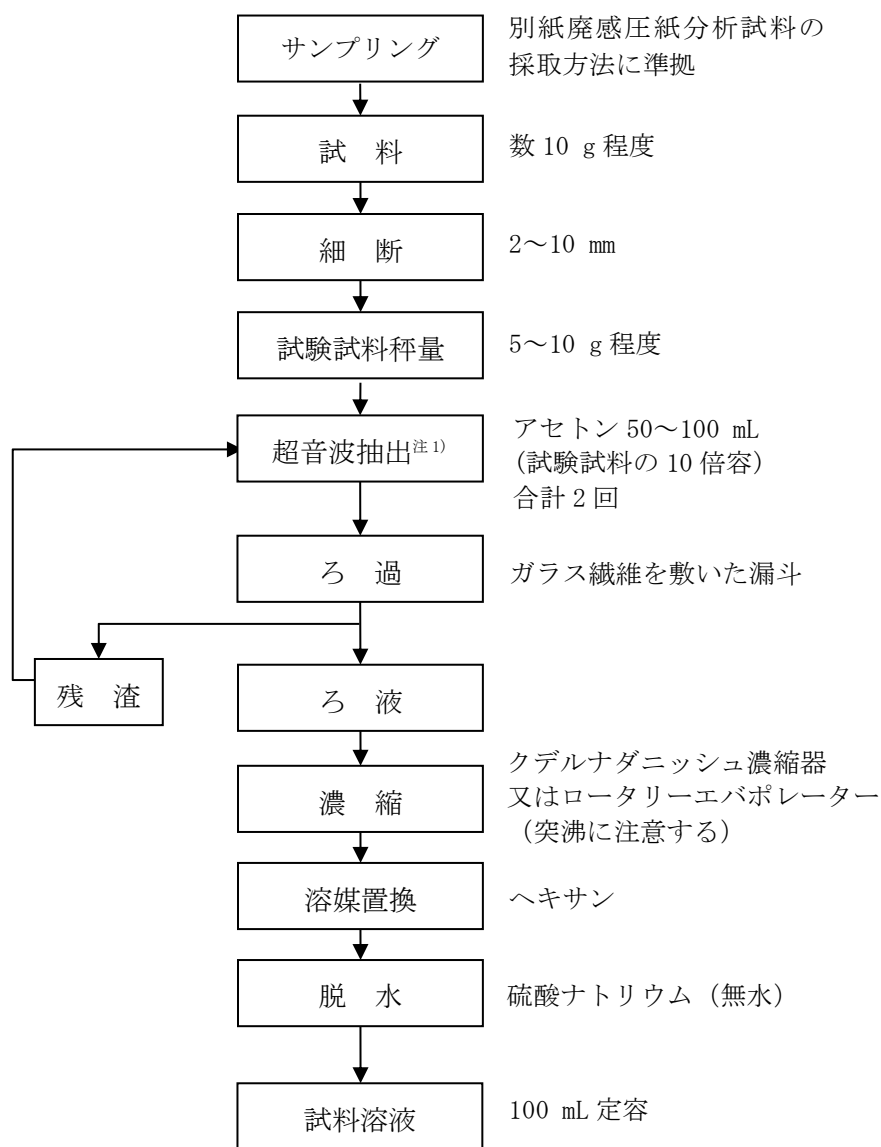 サンプリング
別紙廃感圧紙分析試料の
採取方法に準拠
試 料
数 10 g 程度
細 断
2～10 mm
試験試料秤量
5～10 g 程度
超音波抽出注1)
アセトン 50～100 mL
(試験試料の 10 倍容)
合計 2 回
ろ 過
ガラス繊維を敷いた漏斗
残 渣
ろ 液
濃 縮
クデルナダニッシュ濃縮器
又はロータリーエバポレーター
（突沸に注意する）
溶媒置換
ヘキサン
脱 水
硫酸ナトリウム（無水）
試料溶液
100 mL 定容